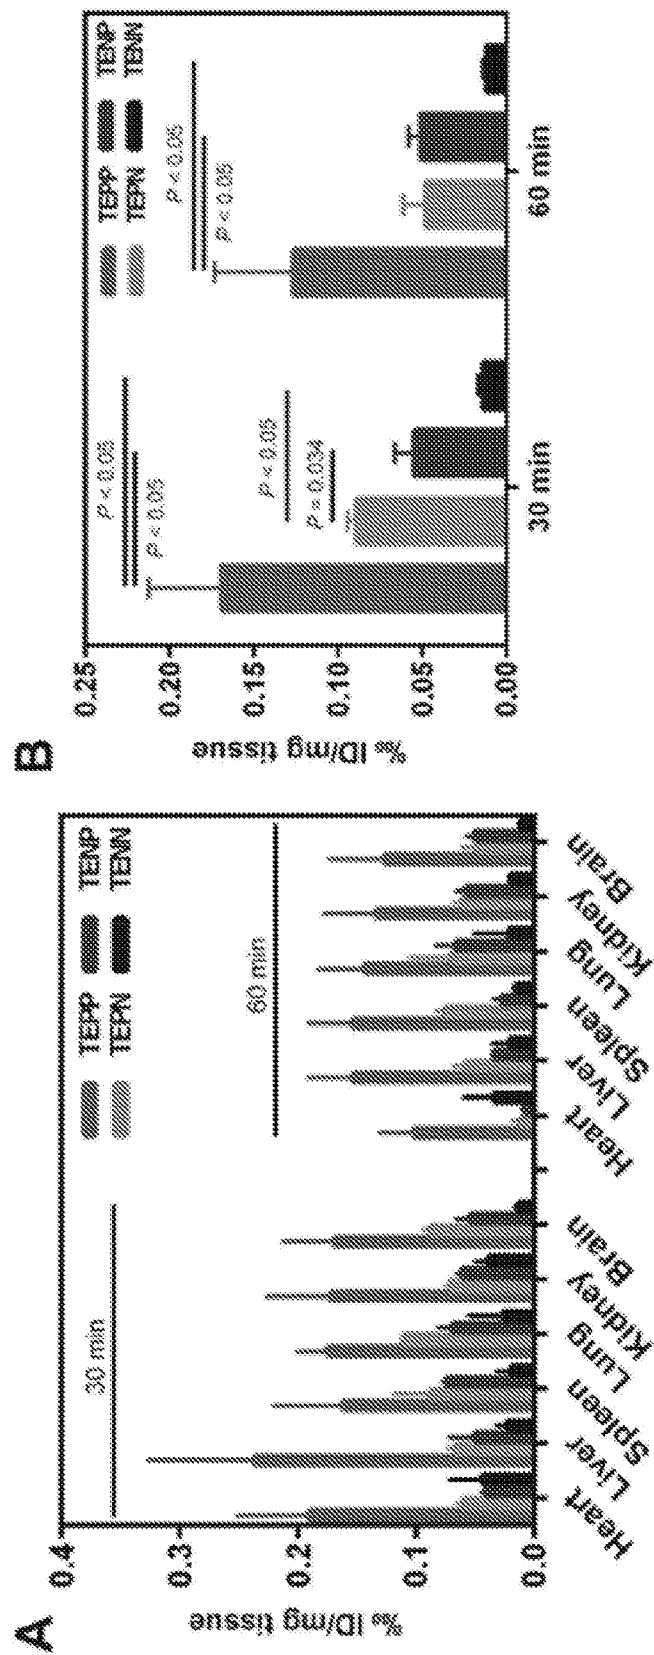 A
‰ ID/mg tissue
0.4
0.3
0.2
0.1
0.0
TEPP TENP
TEPN TENN
30 min
60 min
Heart
Liver
Spleen
Lung
Kidney
Brain
Heart
Liver
Spleen
Lung
Kidney
Brain
B
‰ ID/mg tissue
0.25
0.20
0.15
0.10
0.05
0.00
TEPP TENP
TEPN TENN
P < 0.05
P < 0.05
P < 0.05
P = 0.034
P < 0.05
P < 0.05
30 min
60 min